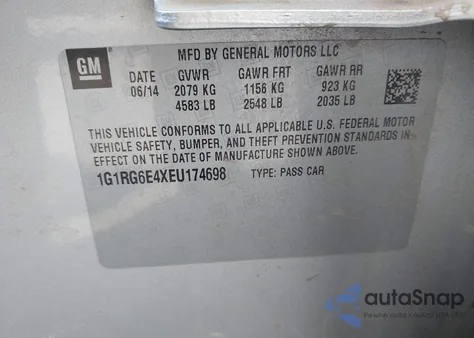 MFD BY GENERAL MOTORS LLC
GM
DATE GVWR GAWR FRT GAWR RR
06/14 2079 KG 1156 KG 923 KG
4583 LB 2548 LB 2035 LB
THIS VEHICLE CONFORMS TO ALL APPLICABLE U.S. FEDERAL MOTOR
VEHICLE SAFETY, BUMPER, AND THEFT PREVENTION STANDARDS IN
EFFECT ON THE DATE OF MANUFACTURE SHOWN ABOVE.
1G1RG6E4XEU174698 TYPE: PASS CAR
autoSnap